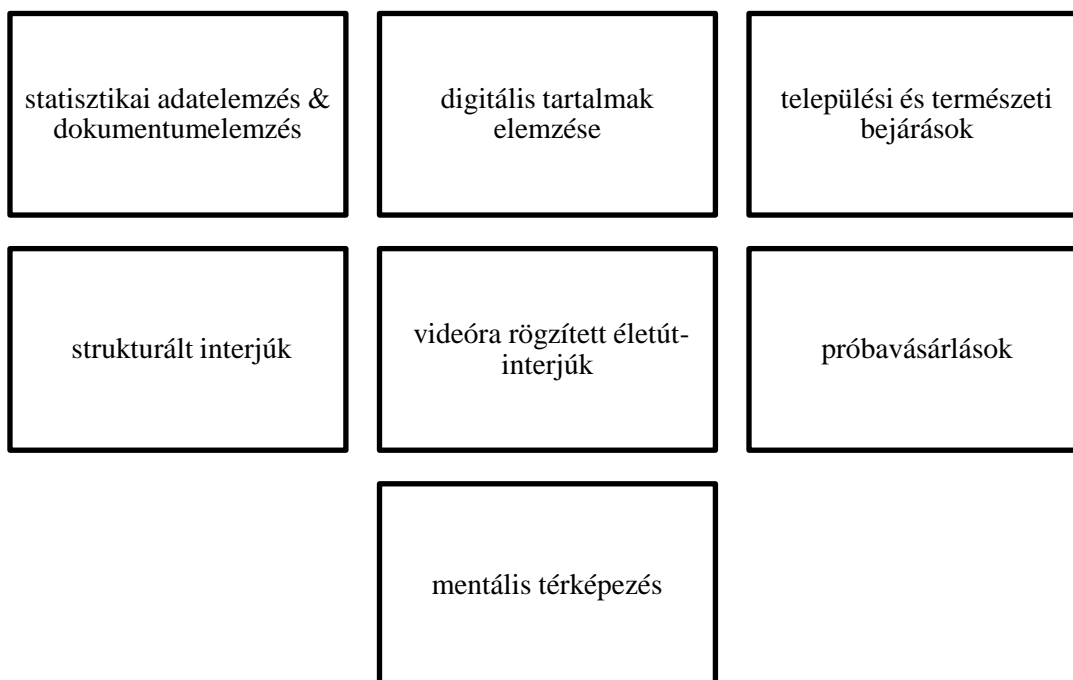 statisztikai adatelemzés &
dokumentumelemzés
digitális tartalmak
elemzése
települési és természeti
bejárások
strukturált interjúk
videóra rögzített életút-
interjúk
próbavásárlások
mentális térképezés